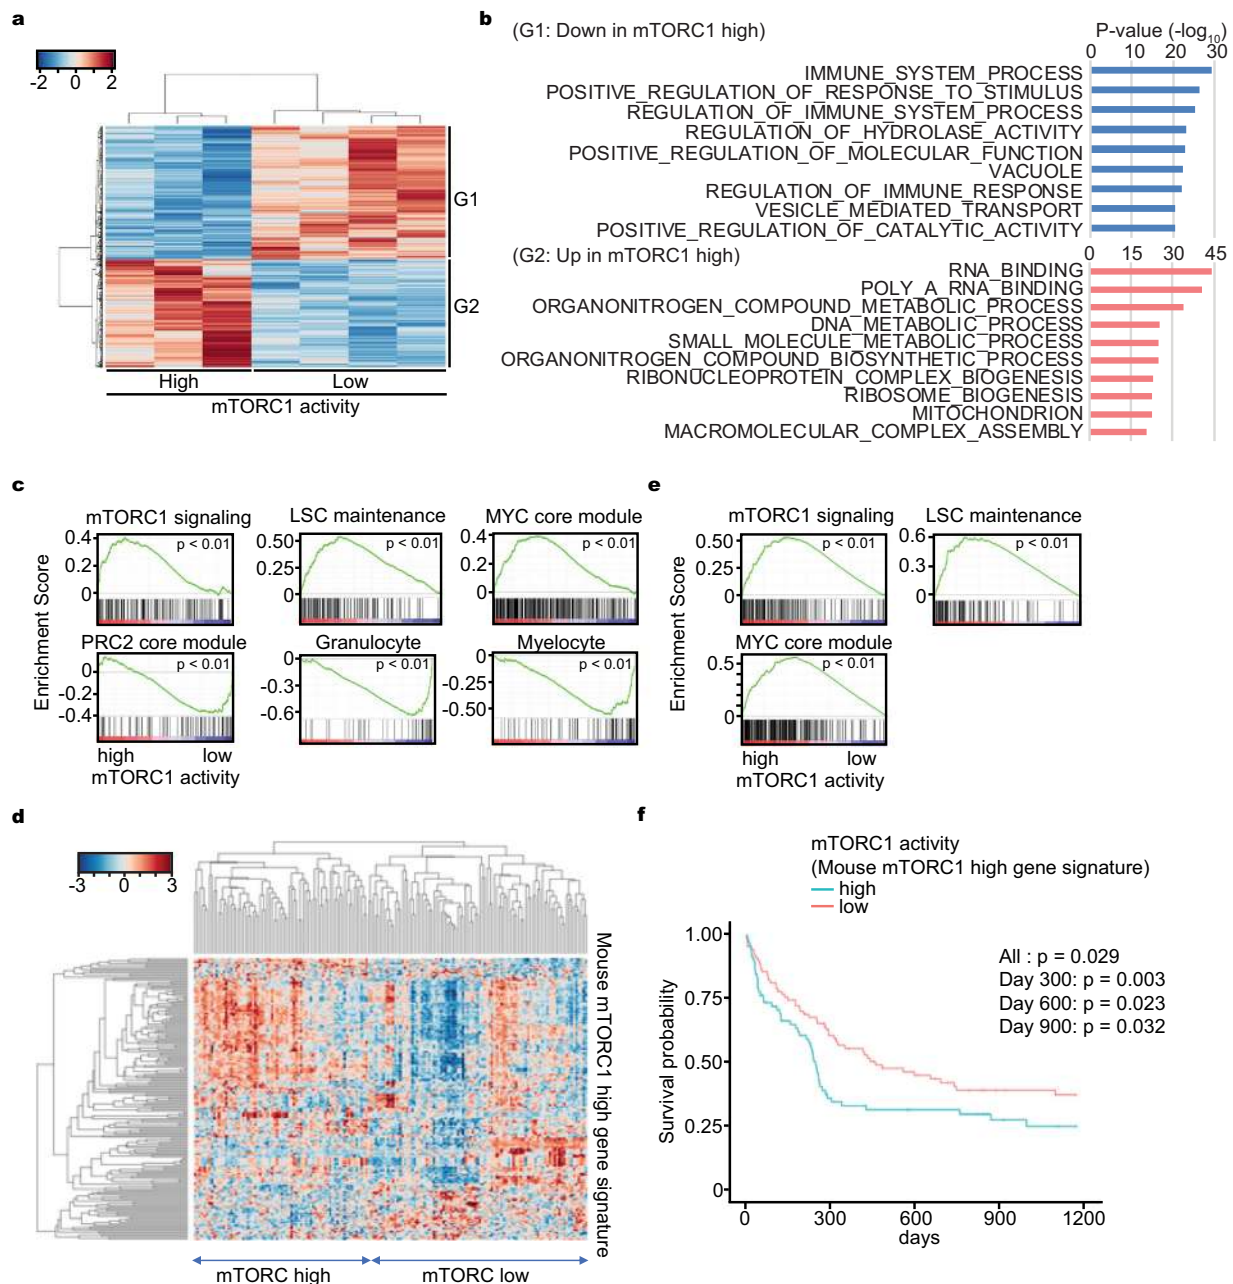 a
-2 0 2
G1
G2
High Low
mTORC1 activity
b
(G1: Down in mTORC1 high)
P-value (-log10)
0 10 20 30
IMMUNE_SYSTEM_PROCESS
POSITIVE_REGULATION_OF_RESPONSE_TO_STIMULUS
REGULATION_OF_IMMUNE_SYSTEM_PROCESS
REGULATION_OF_HYDROLASE_ACTIVITY
POSITIVE_REGULATION_OF_MOLECULAR_FUNCTION
VACUOLE
REGULATION_OF_IMMUNE_RESPONSE
VESICLE_MEDIATED_TRANSPORT
POSITIVE_REGULATION_OF_CATALYTIC_ACTIVITY
(G2: Up in mTORC1 high)
0 15 30 45
RNA_BINDING
POLY_A_RNA_BINDING
ORGANONITROGEN_COMPOUND_METABOLIC_PROCESS
DNA_METABOLIC_PROCESS
SMALL_MOLECULE_METABOLIC_PROCESS
ORGANONITROGEN_COMPOUND_BIOSYNTHETIC_PROCESS
RIBONUCLEOPROTEIN_COMPLEX_BIOGENESIS
RIBOSOME_BIOGENESIS
MITOCHONDRION
MACROMOLECULAR_COMPLEX_ASSEMBLY
c
Enrichment Score
mTORC1 signaling
p < 0.01
0.4
0.2
0
LSC maintenance
p < 0.01
0.50
0.25
0
MYC core module
p < 0.01
0.4
0.2
0
PRC2 core module
p < 0.01
0
-0.2
-0.4
high low
mTORC1 activity
Granulocyte
p < 0.01
0
-0.3
-0.6
Myelocyte
p < 0.01
0
-0.25
-0.50
e
Enrichment Score
mTORC1 signaling
p < 0.01
0.50
0.25
0
LSC maintenance
p < 0.01
0.6
0.3
0
MYC core module
p < 0.01
0.5
0
high low
mTORC1 activity
d
-3 0 3
Mouse mTORC1 high gene signature
mTORC high mTORC low
f
mTORC1 activity
(Mouse mTORC1 high gene signature)
high
low
All : p = 0.029
Day 300: p = 0.003
Day 600: p = 0.023
Day 900: p = 0.032
Survival probability
1.00
0.75
0.50
0.25
0
0 300 600 900 1200
days